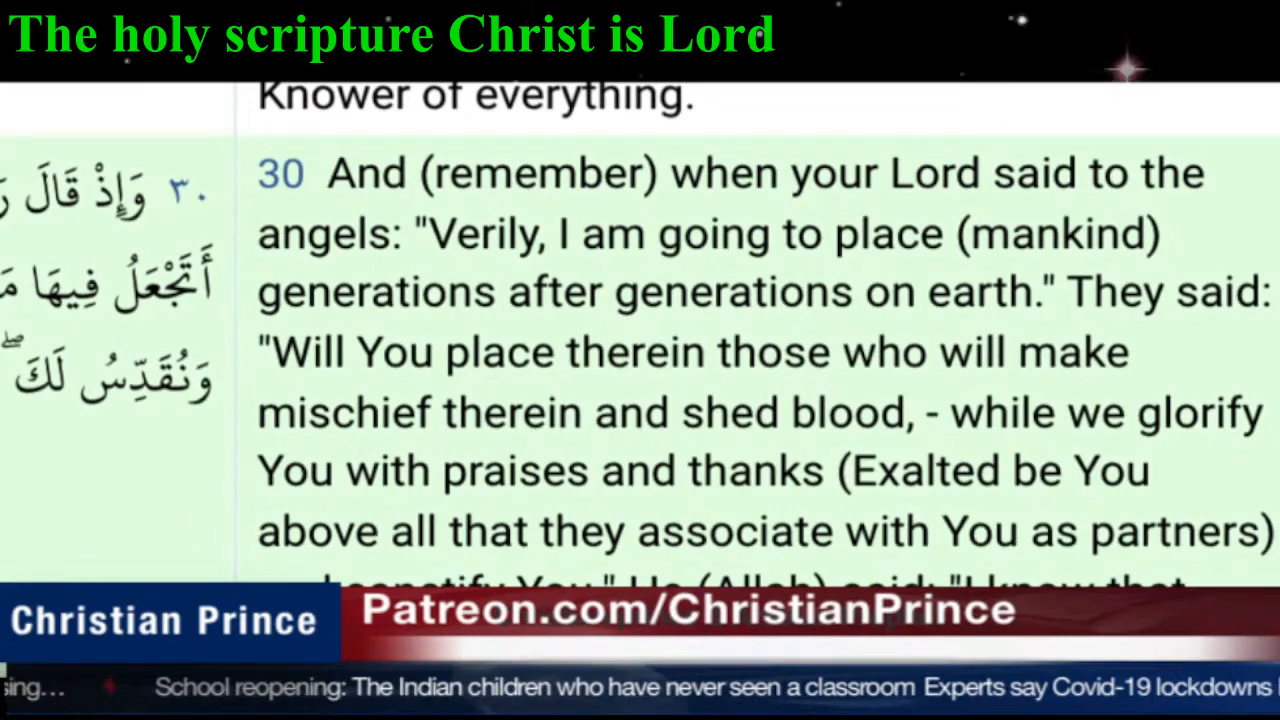 The holy scripture Christ is Lord
Knower of everything.
30 And (remember) when your Lord said to the
angels: "Verily, I am going to place (mankind)
generations after generations on earth." They said:
"Will You place therein those who will make
mischief therein and shed blood, - while we glorify
You with praises and thanks (Exalted be You
above all that they associate with You as partners)
said: "I know that
٣٠ وَإِذْ قَالَ
أَتَجْعَلُ فِيهَا
وَنُقَدِّسُ لَكَ ۖ
Christian Prince
Patreon.com/ChristianPrince
School reopening: The Indian children who have never seen a classroom Experts say Covid-19 lockdowns